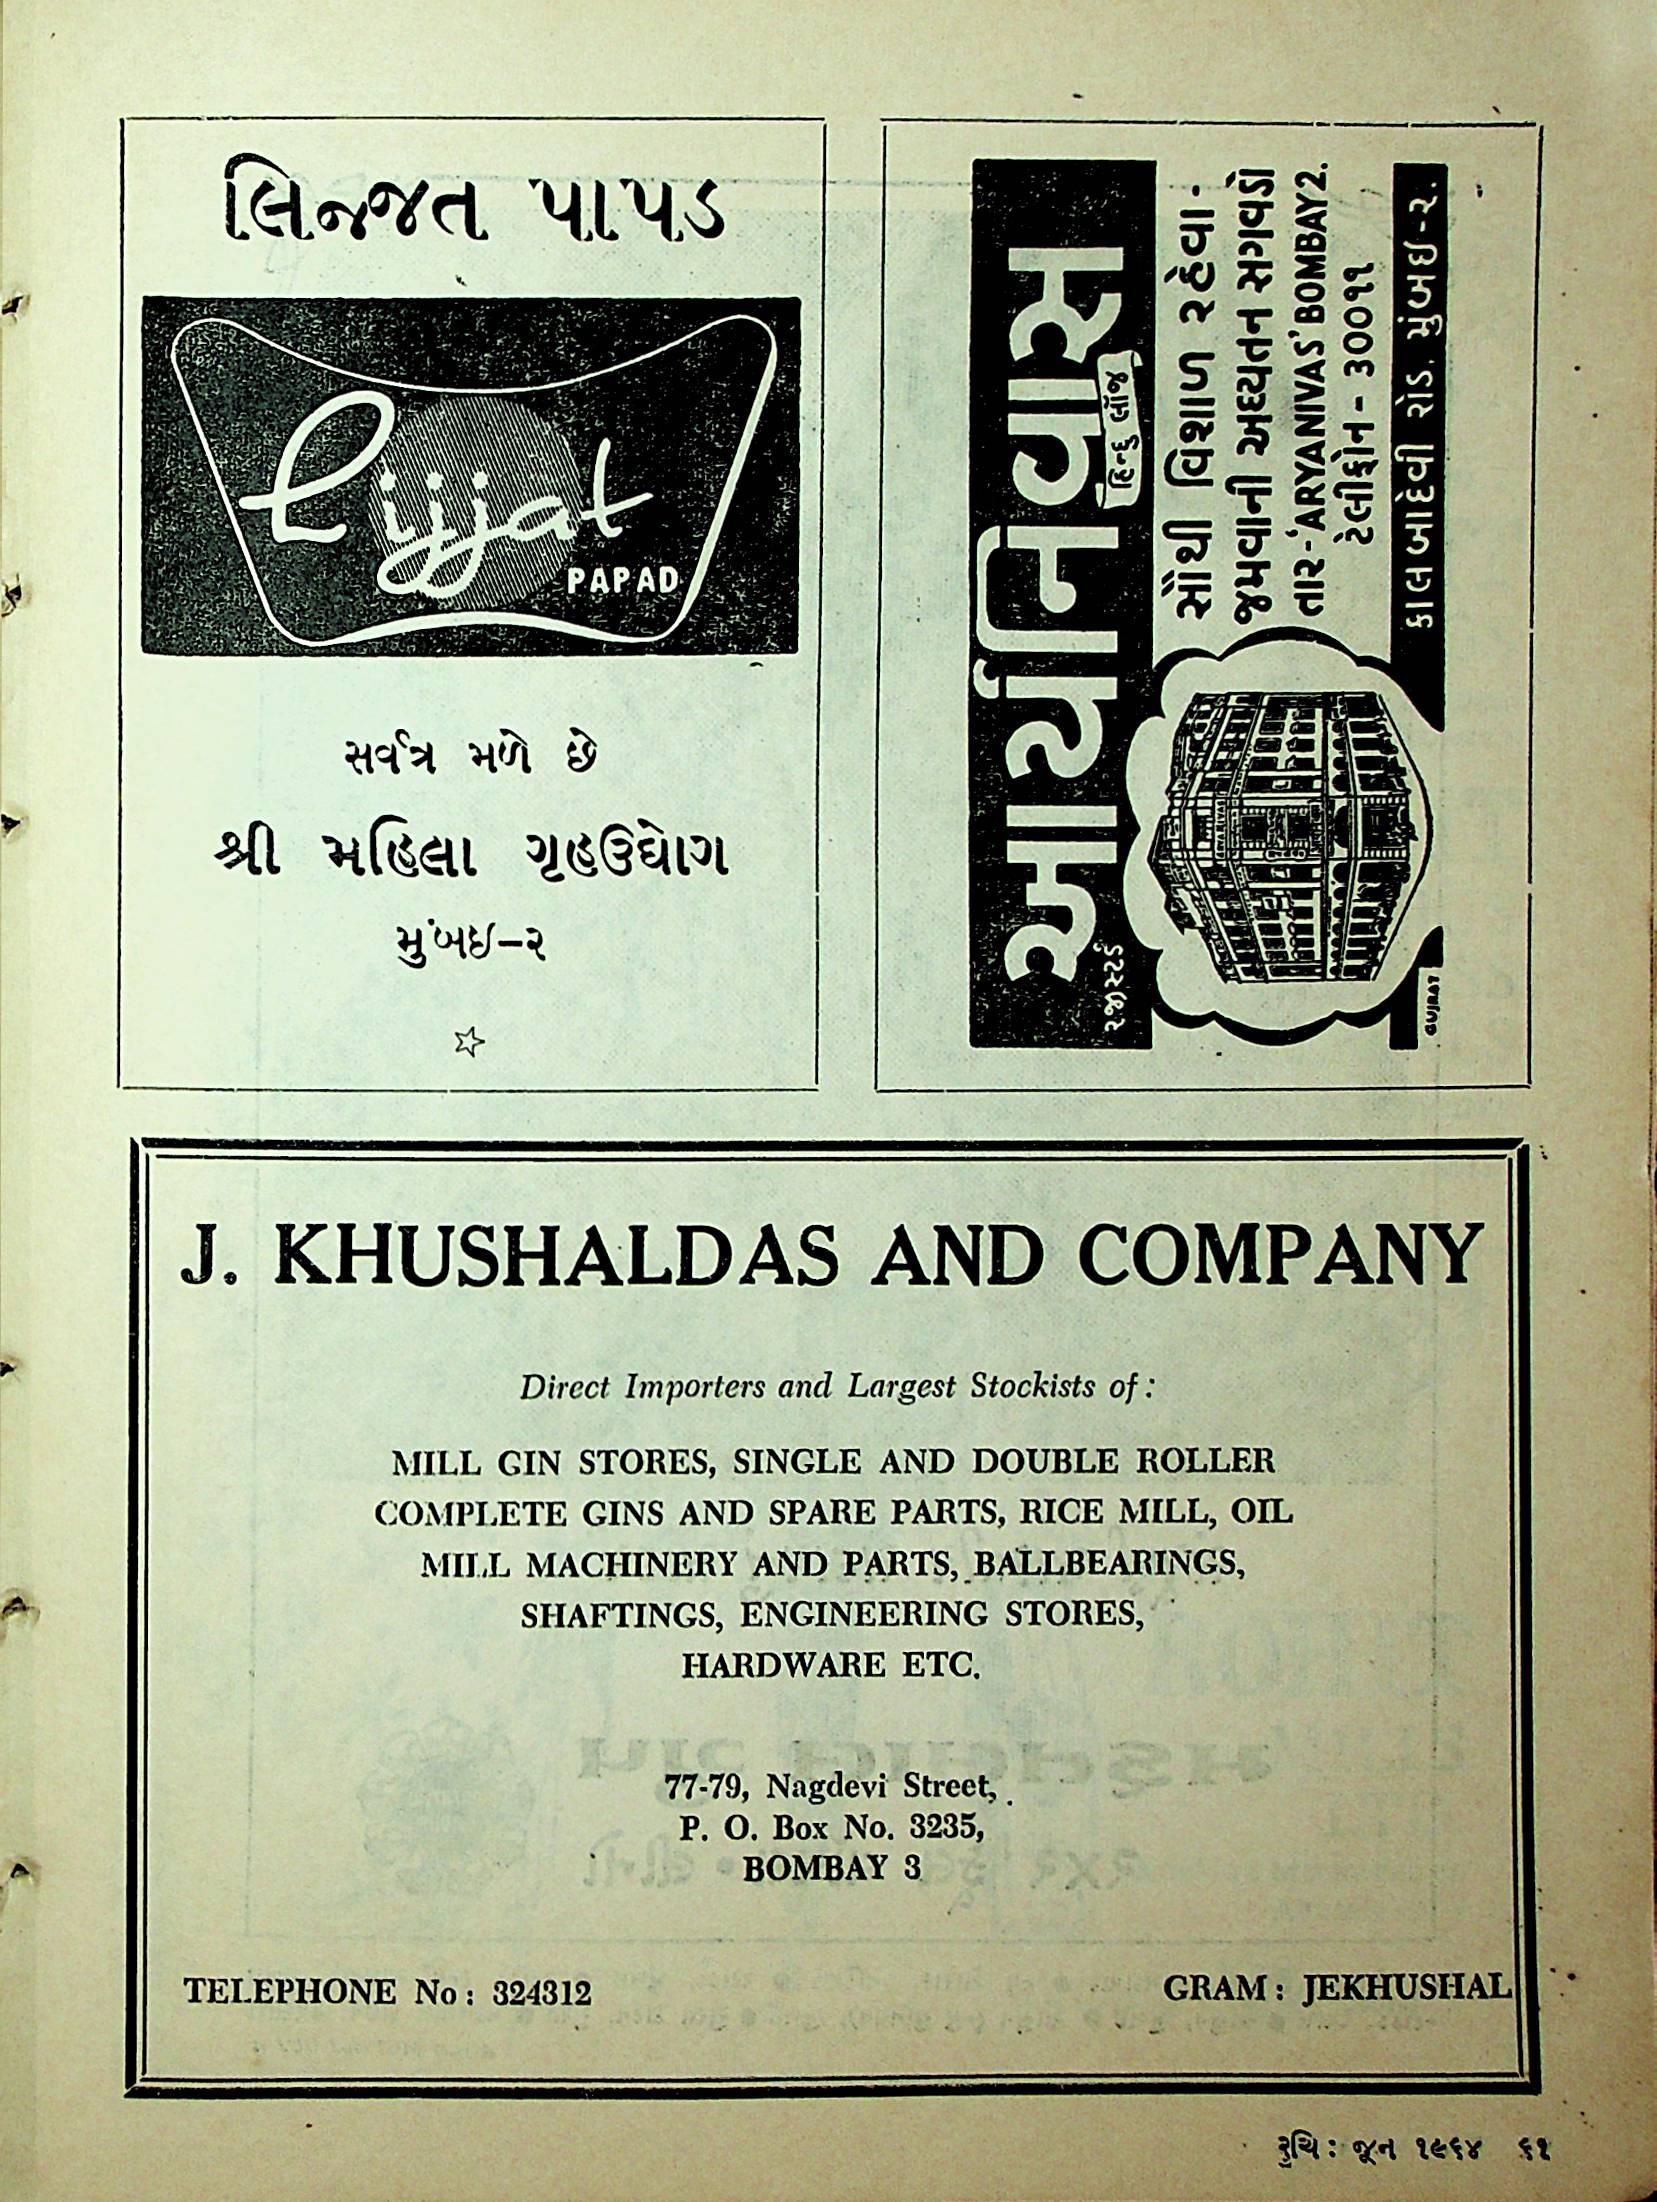 લિજ્જત પાપડ
Lijjat
PAPAD
સર્વત્ર મળે છે
શ્રી મહિલા ગૃહઉદ્યોગ
મુંબઇ–૨
આર્યનિવાસ
રજીસ્ટર્ડ
હિન્દુ લૉજ
સૌથી વિશાળ રહેવા-
જમવાની અદ્યતન સગવડો
તાર-'ARYANIVAS' BOMBAY 2.
ટેલીફોન - ૩૦૦૧૧
કાલબાદેવી રોડ. મુંબઇ-૨.
GUJRAT
J. KHUSHALDAS AND COMPANY
Direct Importers and Largest Stockists of :
MILL GIN STORES, SINGLE AND DOUBLE ROLLER
COMPLETE GINS AND SPARE PARTS, RICE MILL, OIL
MILL MACHINERY AND PARTS, BALLBEARINGS,
SHAFTINGS, ENGINEERING STORES,
HARDWARE ETC.
77-79, Nagdevi Street,
P. O. Box No. 3235,
BOMBAY 3
TELEPHONE No : 324312
GRAM : JEKHUSHAL
રુચિ : જૂન ૧૯૬૪ ૬૧